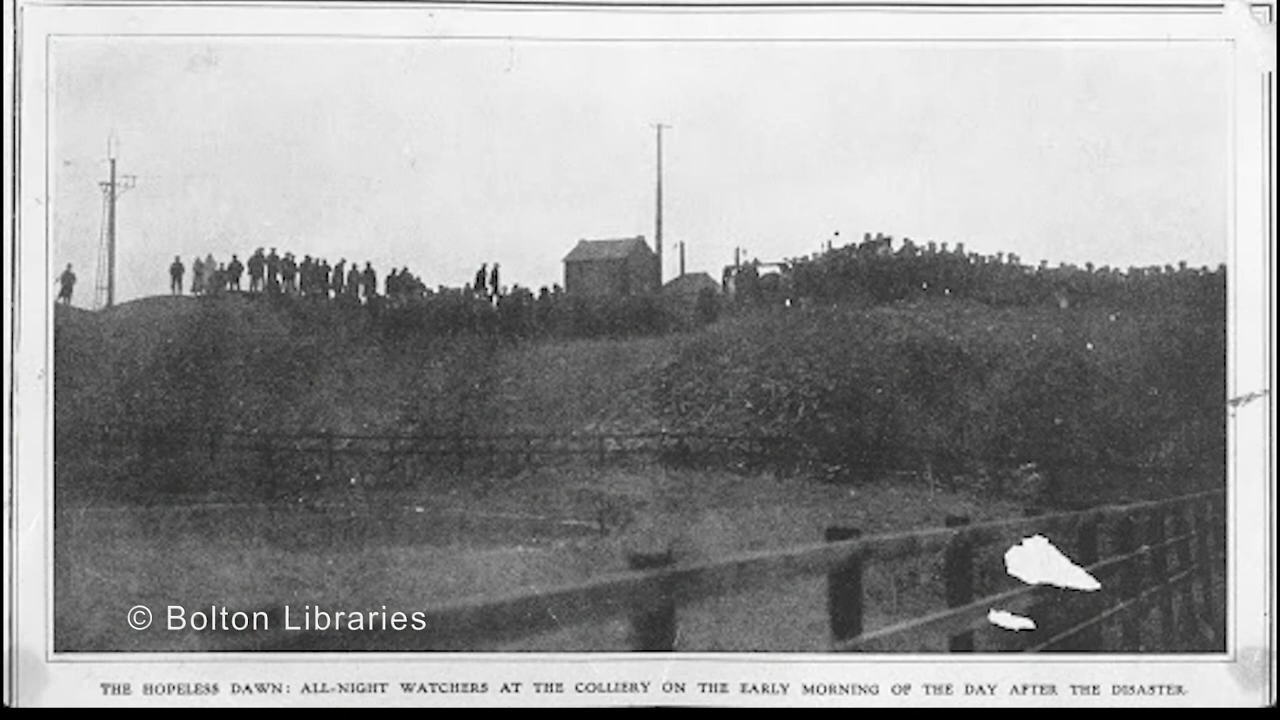 © Bolton Libraries
THE HOPELESS DAWN: ALL-NIGHT WATCHERS AT THE COLLIERY ON THE EARLY MORNING OF THE DAY AFTER THE DISASTER